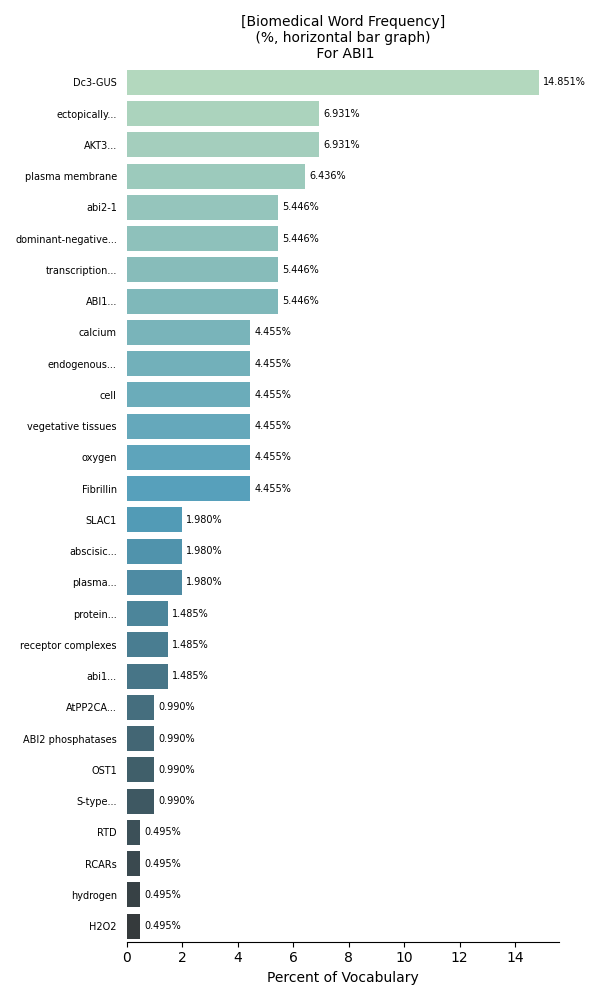 [Biomedical Word Frequency]
(%, horizontal bar graph)
For ABI1
Dc3-GUS 14.851%
ectopically... 6.931%
AKT3... 6.931%
plasma membrane 6.436%
abi2-1 5.446%
dominant-negative... 5.446%
transcription... 5.446%
ABI1... 5.446%
calcium 4.455%
endogenous... 4.455%
cell 4.455%
vegetative tissues 4.455%
oxygen 4.455%
Fibrillin 4.455%
SLAC1 1.980%
abscisic... 1.980%
plasma... 1.980%
protein... 1.485%
receptor complexes 1.485%
abi1... 1.485%
AtPP2CA... 0.990%
ABI2 phosphatases 0.990%
OST1 0.990%
S-type... 0.990%
RTD 0.495%
RCARs 0.495%
hydrogen 0.495%
H2O2 0.495%
0 2 4 6 8 10 12 14
Percent of Vocabulary